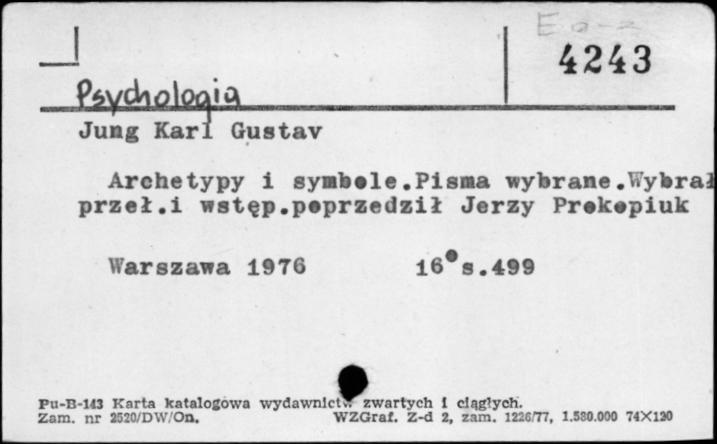 4243
Psychologia
Jung Karl Gustav
Archetypy i symbole.Pisma wybrane.Wybrał
przeł.i wstęp.poprzedził Jerzy Prokopiuk
Warszawa 1976 16° s.499
Pu-B-143 Karta katalogowa wydawnictw zwartych i ciągłych.
Zam. nr 2520/DW/On. WZGraf. Z-d 2, zam. 1226/77, 1.580.000 74X120